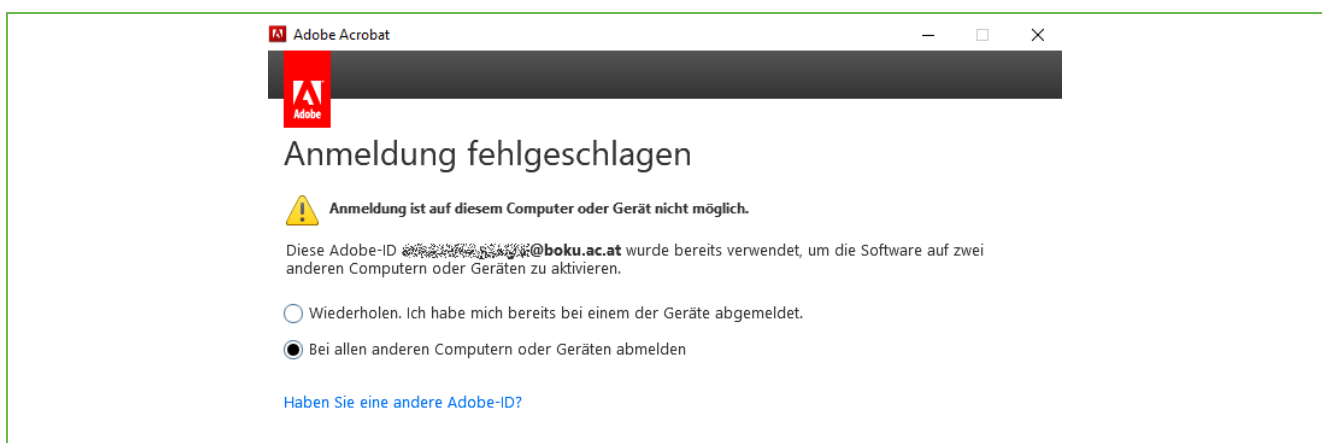 Adobe Acrobat
Adobe
Anmeldung fehlgeschlagen
Anmeldung ist auf diesem Computer oder Gerät nicht möglich.
Diese Adobe-ID @boku.ac.at wurde bereits verwendet, um die Software auf zwei
anderen Computern oder Geräten zu aktivieren.
Wiederholen. Ich habe mich bereits bei einem der Geräte abgemeldet.
Bei allen anderen Computern oder Geräten abmelden
Haben Sie eine andere Adobe-ID?